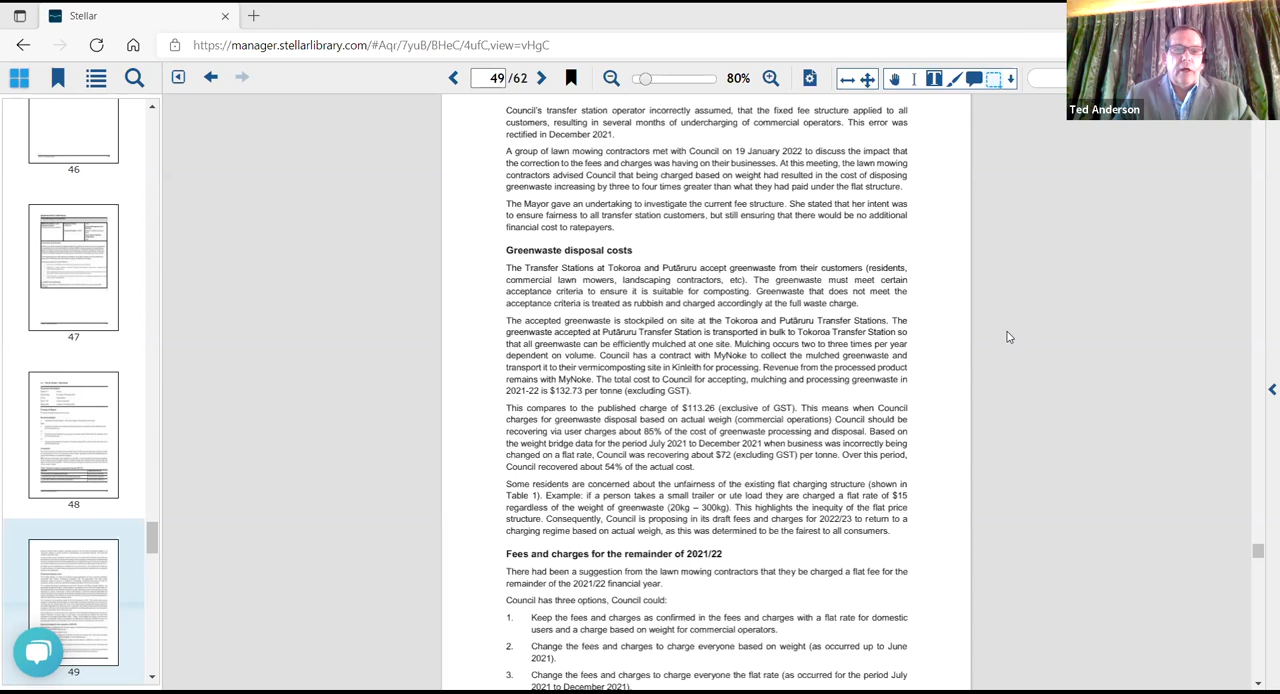 Stellar
https://manager.stellarlibrary.com/#Aqr/7yuB/BHeC/4ufC,view=vHgC
49 /62
80%
Ted Anderson
46
47
48
49
Council's transfer station operator incorrectly assumed, that the fixed fee structure applied to all
customers, resulting in several months of undercharging of commercial operators. This error was
rectified in December 2021.
A group of lawn mowing contractors met with Council on 19 January 2022 to discuss the impact that
the correction to the fees and charges was having on their businesses. At this meeting, the lawn mowing
contractors advised Council that being charged based on weight had resulted in the cost of disposing
greenwaste increasing by three to four times greater than what they had paid under the flat structure.
The Mayor gave an undertaking to investigate the current fee structure. She stated that her intent was
to ensure fairness to all transfer station customers, but still ensuring that there would be no additional
financial cost to ratepayers.
Greenwaste disposal costs
The Transfer Stations at Tokoroa and Putāruru accept greenwaste from their customers (residents,
commercial lawn mowers, landscaping contractors, etc). The greenwaste must meet certain
acceptance criteria to ensure it is suitable for composting. Greenwaste that does not meet the
acceptance criteria is treated as rubbish and charged accordingly at the full waste charge.
The accepted greenwaste is stockpiled on site at the Tokoroa and Putāruru Transfer Stations. The
greenwaste accepted at Putāruru Transfer Station is transported in bulk to Tokoroa Transfer Station so
that all greenwaste can be efficiently mulched at one site. Mulching occurs two to three times per year
dependent on volume. Council has a contract with MyNoke to collect the mulched greenwaste and
transport it to their vermicomposting site in Kinleith for processing. Revenue from the processed product
remains with MyNoke. The total cost to Council for accepting, mulching and processing greenwaste in
2021-22 is $132.73 per tonne (excluding GST).
This compares to the published charge of $113.26 (exclusive of GST). This means when Council
charges for greenwaste disposal based on actual weigh (commercial operations) Council should be
recovering via user charges about 85% of the cost of greenwaste processing and disposal. Based on
the weight bridge data for the period July 2021 to December 2021 when business was incorrectly being
changed on a flat rate, Council was recovering about $72 (excluding GST) per tonne. Over this period,
Council recovered about 54% of the actual cost.
Some residents are concerned about the unfairness of the existing flat charging structure (shown in
Table 1). Example: if a person takes a small trailer or ute load they are charged a flat rate of $15
regardless of the weight of greenwaste (20kg – 300kg). This highlights the inequity of the flat price
structure. Consequently, Council is proposing in its draft fees and charges for 2022/23 to return to a
charging regime based on actual weigh, as this was determined to be the fairest to all consumers.
Fees and charges for the remainder of 2021/22
There had been a suggestion from the lawn mowing contractors that they be charged a flat fee for the
remainder of the 2021/22 financial year.
Council has three options, Council could:
1. Keep the fees and charges as confirmed in the fees and charges with a flat rate for domestic
users and a charge based on weight for commercial operators.
2. Change the fees and charges to charge everyone based on weight (as occurred up to June
2021).
3. Change the fees and charges to charge everyone the flat rate (as occurred for the period July
2021 to December 2021).